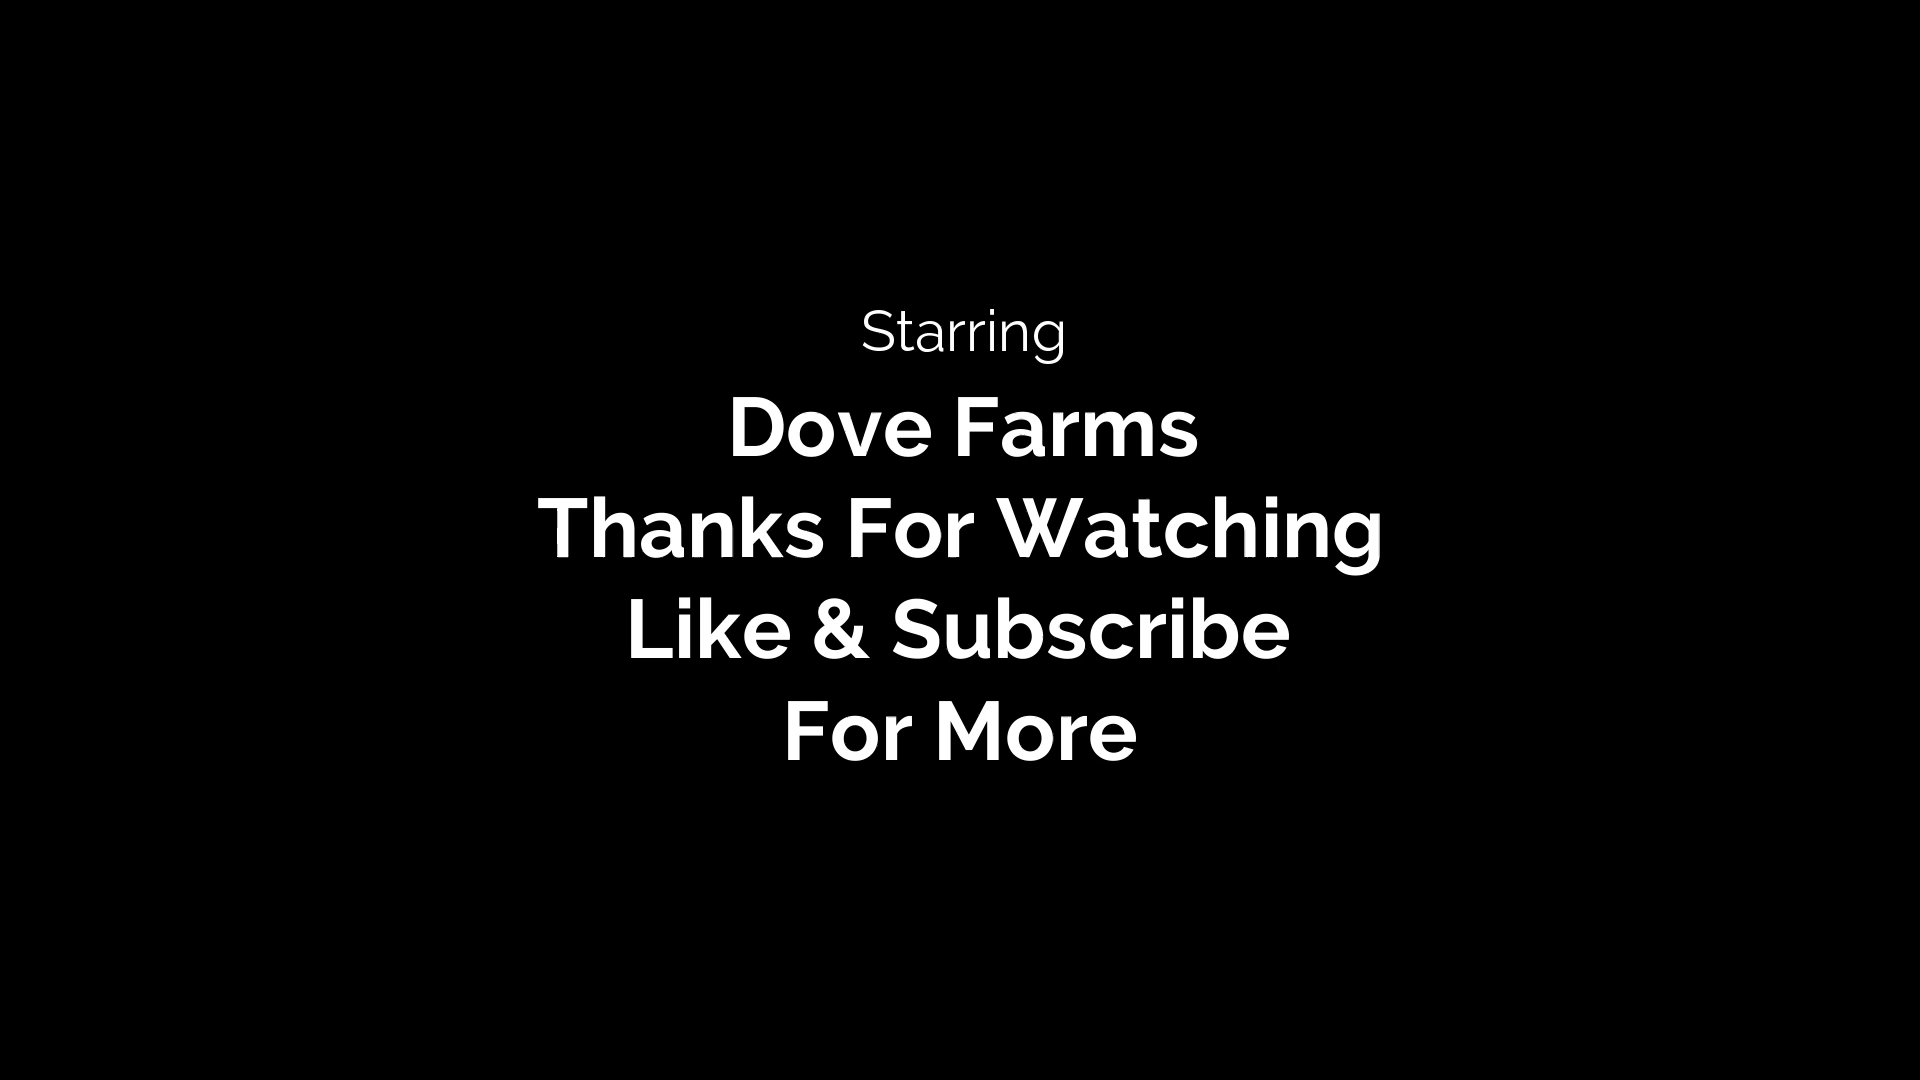 Starring
Dove Farms
Thanks For Watching
Like & Subscribe
For More